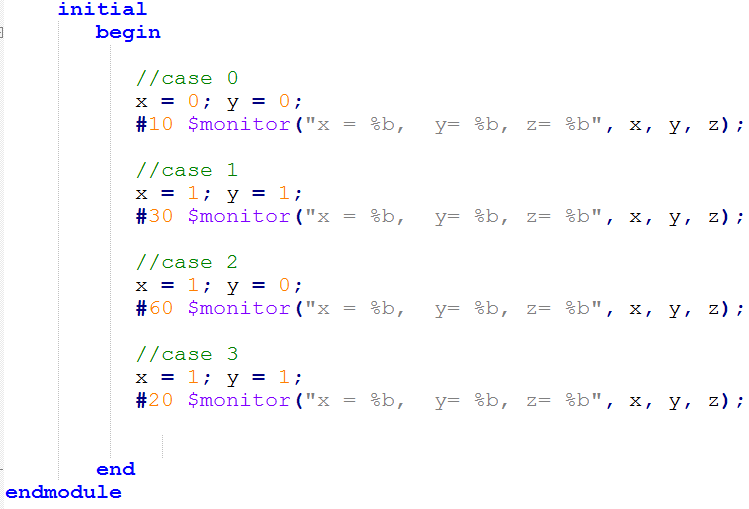 initial
begin
//case 0
x = 0; y = 0;
#10 $monitor("x = %b,  y= %b, z= %b", x, y, z);
//case 1
x = 1; y = 1;
#30 $monitor("x = %b,  y= %b, z= %b", x, y, z);
//case 2
x = 1; y = 0;
#60 $monitor("x = %b,  y= %b, z= %b", x, y, z);
//case 3
x = 1; y = 1;
#20 $monitor("x = %b,  y= %b, z= %b", x, y, z);
end
endmodule